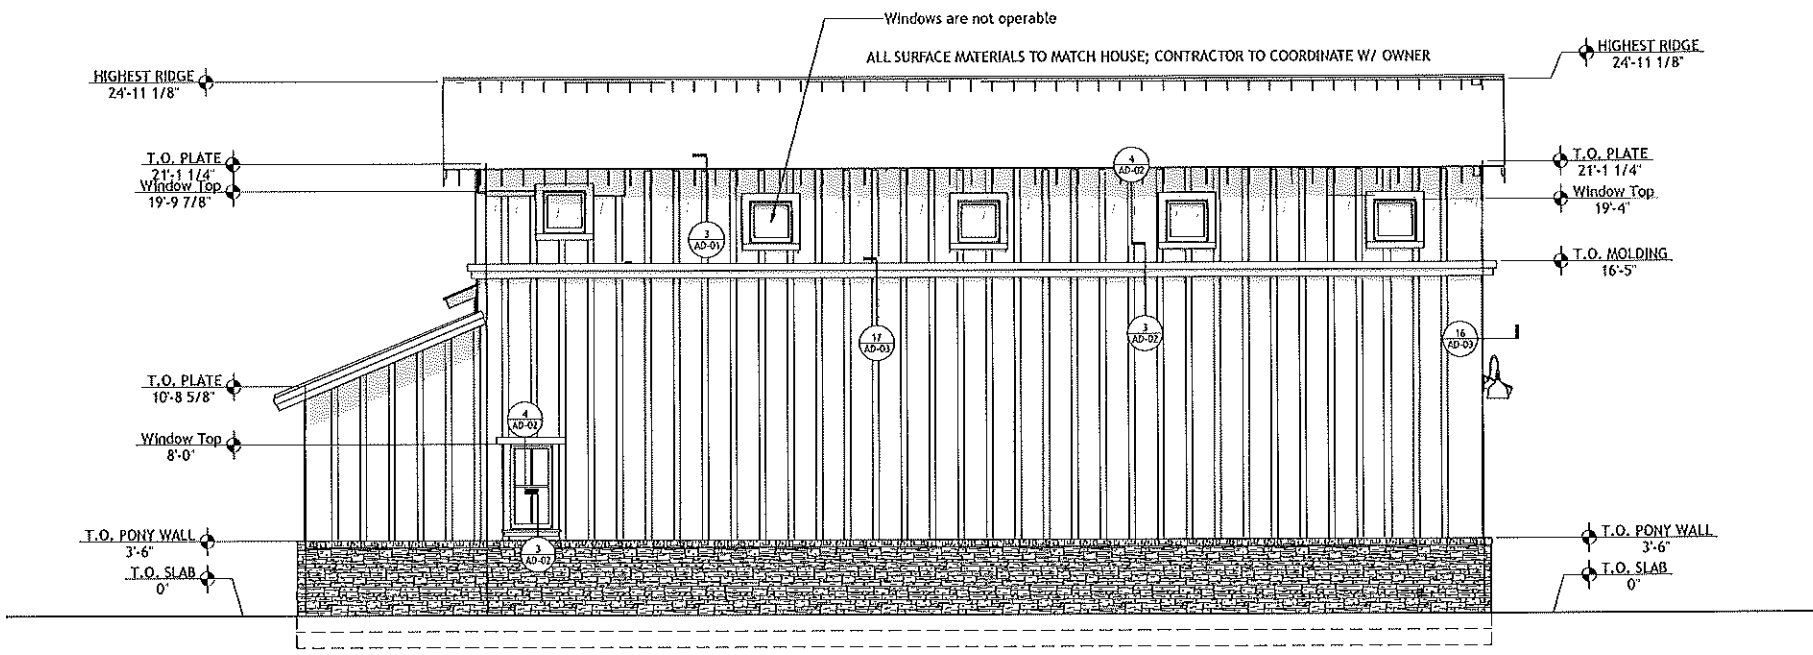 Windows are not operable
ALL SURFACE MATERIALS TO MATCH HOUSE; CONTRACTOR TO COORDINATE W/ OWNER
HIGHEST RIDGE
24'-11 1/8"
HIGHEST RIDGE
24'-11 1/8"
T.O. PLATE
21'-1 1/4"
Window Top
19'-9 7/8"
T.O. PLATE
21'-1 1/4"
Window Top
19'-4"
4
AD-02
3
AD-01
T.O. MOLDING
16'-5"
17
AD-03
3
AD-02
16
AD-03
T.O. PLATE
10'-8 5/8"
4
AD-02
Window Top
8'-0"
T.O. PONY WALL
3'-6"
T.O. SLAB
0"
3
AD-02
T.O. PONY WALL
3'-6"
T.O. SLAB
0"